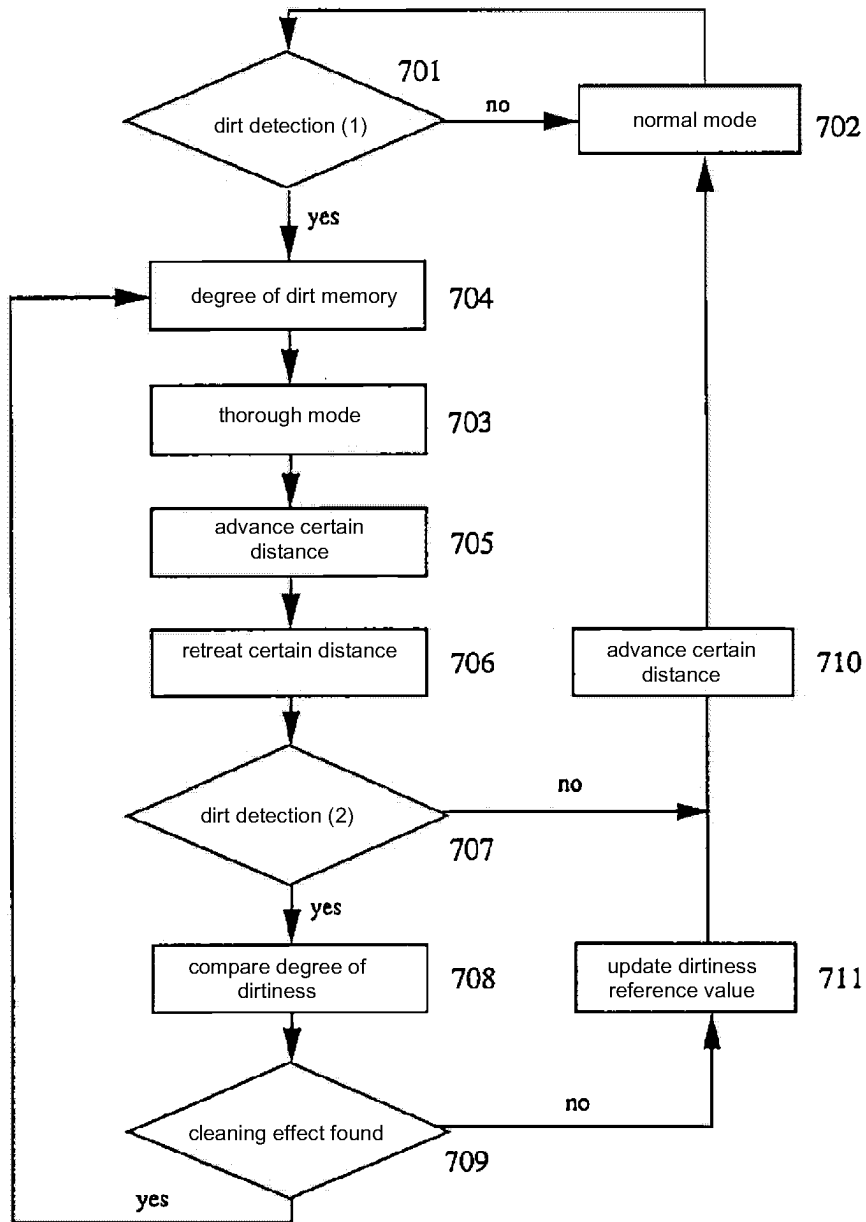 701
dirt detection (1)
no
normal mode
702
yes
degree of dirt memory
704
thorough mode
703
advance certain
distance
705
retreat certain distance
706
advance certain
distance
710
dirt detection (2)
no
707
yes
compare degree of
dirtiness
708
update dirtiness
reference value
711
cleaning effect found
no
709
yes